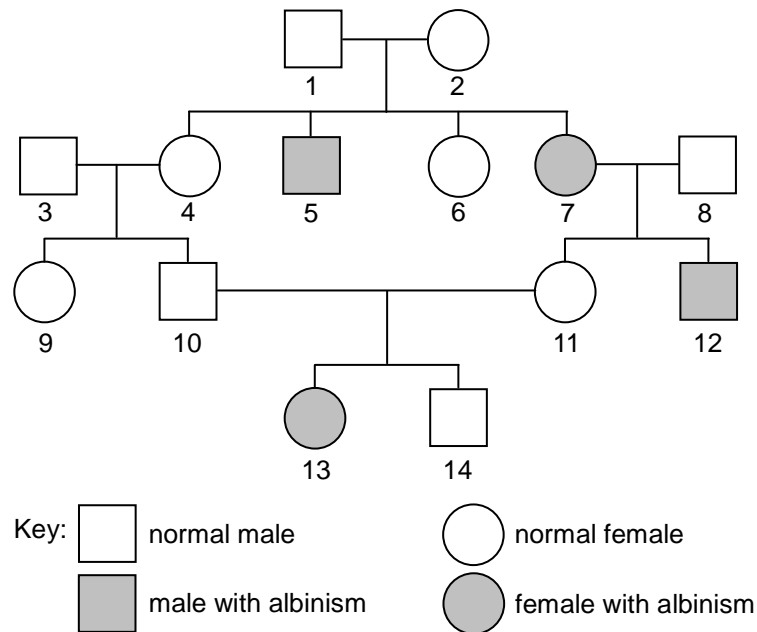 1 2
3 4 5 6 7 8
9 10 11 12
13 14
Key: normal male normal female
male with albinism female with albinism